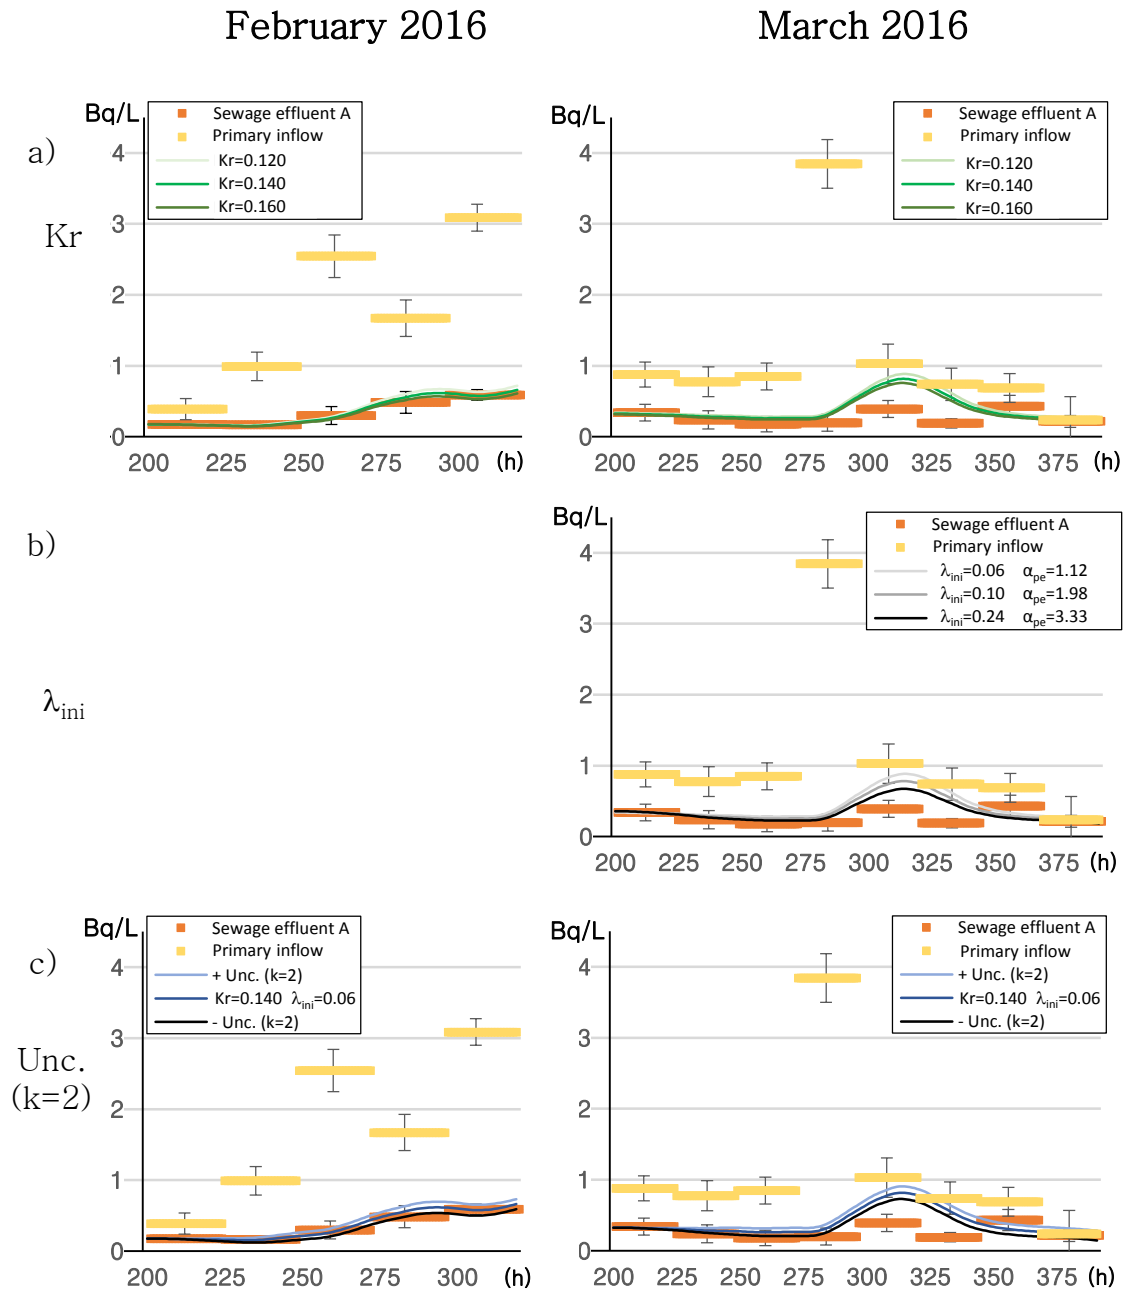 February 2016
March 2016
a)
Kr
Bq/L
Sewage effluent A
Primary inflow
Kr=0.120
Kr=0.140
Kr=0.160
4
3
2
1
0
200 225 250 275 300 (h)
Bq/L
Sewage effluent A
Primary inflow
Kr=0.120
Kr=0.140
Kr=0.160
4
3
2
1
0
200 225 250 275 300 325 350 375 (h)
b)
λini
Bq/L
Sewage effluent A
Primary inflow
λini=0.06 αpe=1.12
λini=0.10 αpe=1.98
λini=0.24 αpe=3.33
4
3
2
1
0
200 225 250 275 300 325 350 375 (h)
c)
Unc.
(k=2)
Bq/L
Sewage effluent A
Primary inflow
+ Unc. (k=2)
Kr=0.140 λini=0.06
- Unc. (k=2)
4
3
2
1
0
200 225 250 275 300 (h)
Bq/L
Sewage effluent A
Primary inflow
+ Unc. (k=2)
Kr=0.140 λini=0.06
- Unc. (k=2)
4
3
2
1
0
200 225 250 275 300 325 350 375 (h)